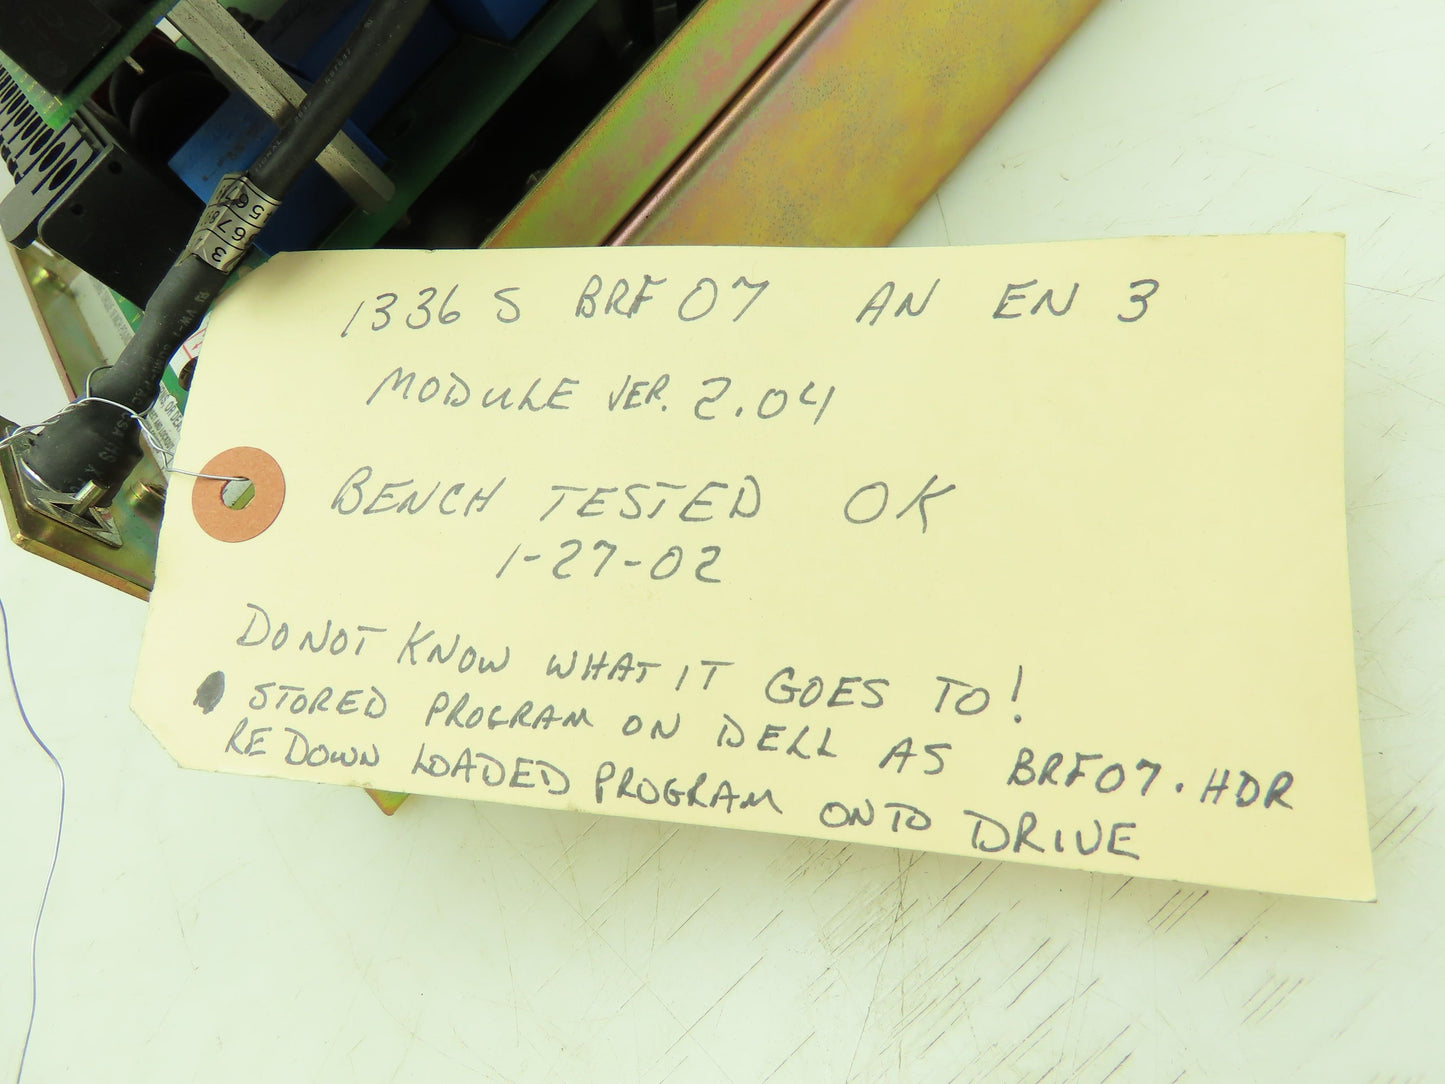 1336 S BRF07 AN EN 3
MODULE VER. 2.04
BENCH TESTED OK
1-27-02
DO NOT KNOW WHAT IT GOES TO!
STORED PROGRAM ON DELL AS BRF07.HDR
RE DOWN LOADED PROGRAM ONTO DRIVE